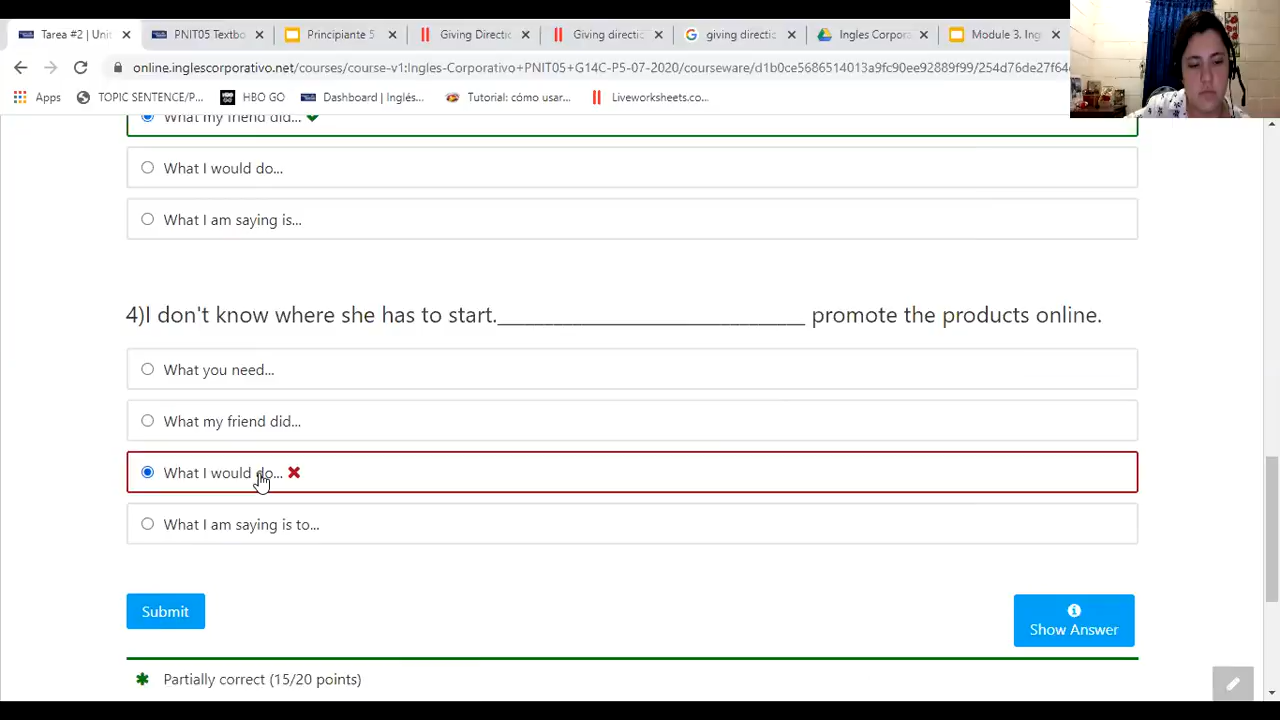 Tarea #2 | Uni
PNIT05 Textbo
Principiante 5
Giving Directi
Giving directic
giving directic
Ingles Corpora
Module 3. Ing
online.inglescorporativo.net/courses/course-v1:Ingles-Corporativo+PNIT05+G14C-P5-07-2020/courseware/d1b0ce5686514013a9fc90ee92889f99/254d76de27f64
Apps
TOPIC SENTENCE/P...
HBO GO
Dashboard | Inglés...
Tutorial: cómo usar...
Liveworksheets.co...
What my friend did...
What I would do...
What I am saying is...
4)I don't know where she has to start.______________________________ promote the products online.
What you need...
What my friend did...
What I would do...
What I am saying is to...
Submit
Show Answer
Partially correct (15/20 points)